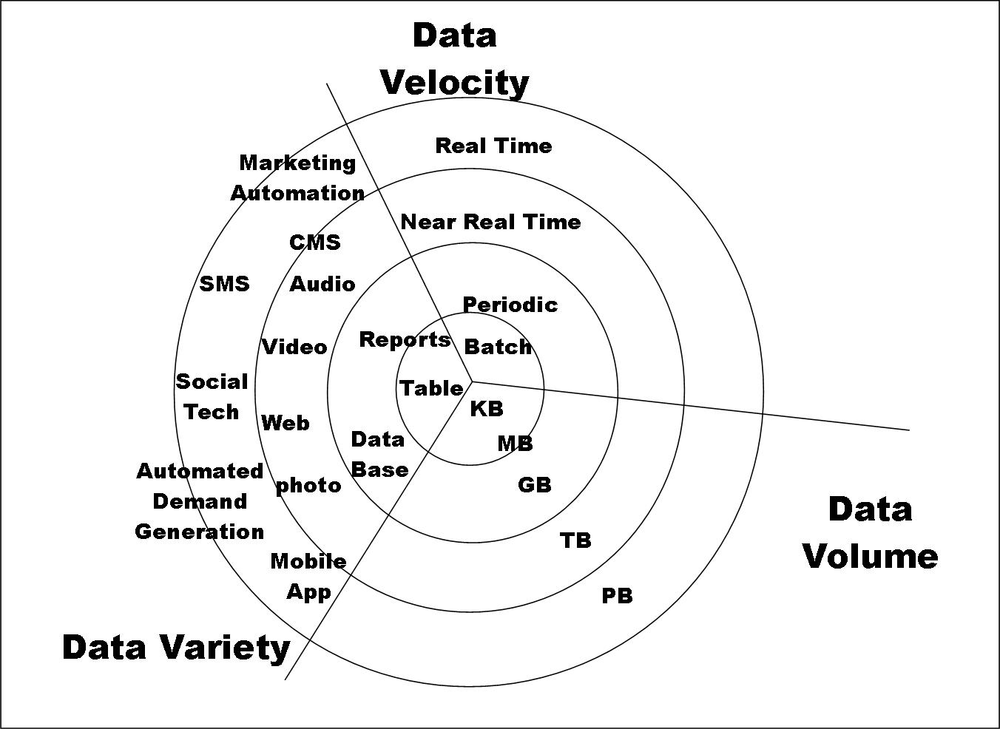 Data
Velocity
Real Time
Near Real Time
Periodic
Batch
Marketing
Automation
CMS
SMS
Audio
Reports
Video
Social
Tech
Table
Web
Data
Base
Automated
Demand
Generation
photo
Mobile
App
Data Variety
KB
MB
GB
TB
PB
Data
Volume